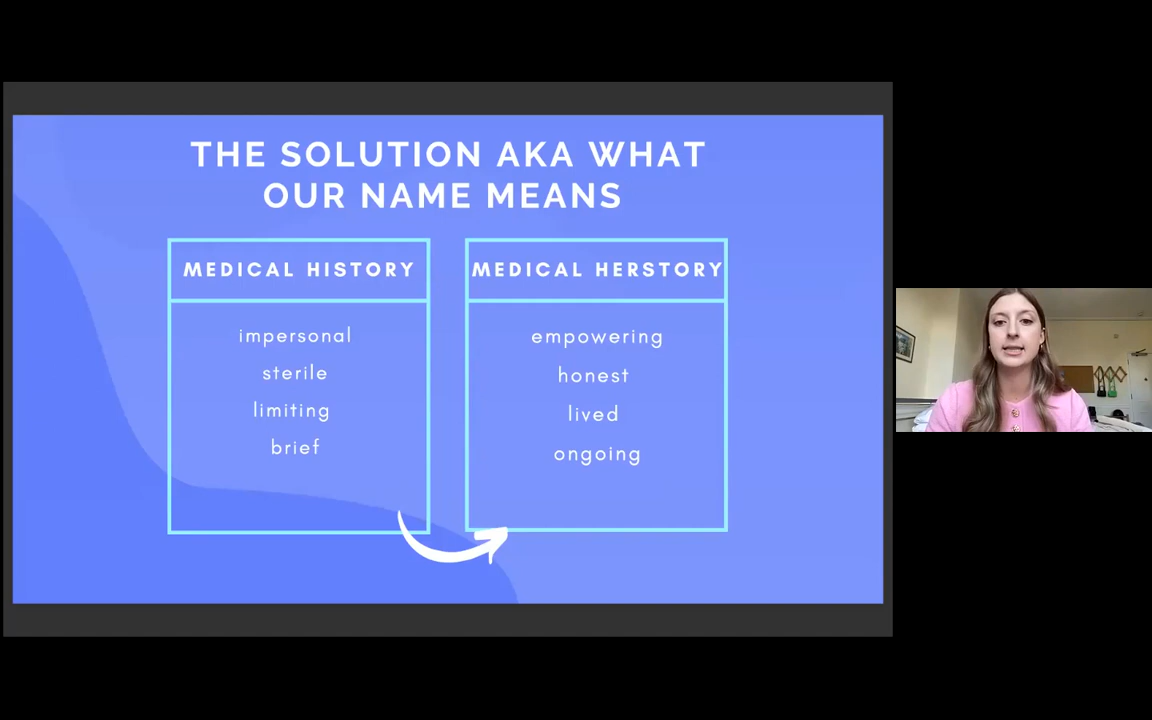 THE SOLUTION AKA WHAT
OUR NAME MEANS
MEDICAL HISTORY
impersonal
sterile
limiting
brief
MEDICAL HERSTORY
empowering
honest
lived
ongoing